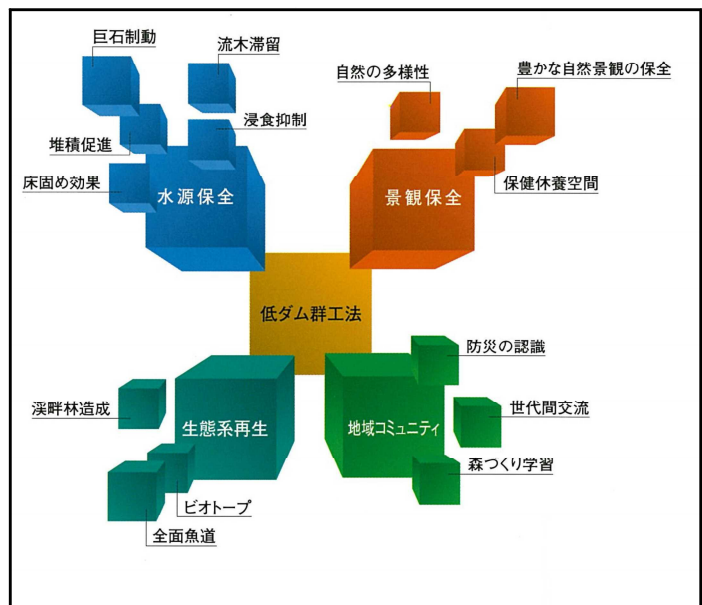 巨石制動
流木滞留
堆積促進
浸食抑制
床固め効果
水源保全
自然の多様性
豊かな自然景観の保全
保健休養空間
景観保全
低ダム群工法
渓畔林造成
生態系再生
ビオトープ
全面魚道
防災の認識
世代間交流
地域コミュニティ
森つくり学習